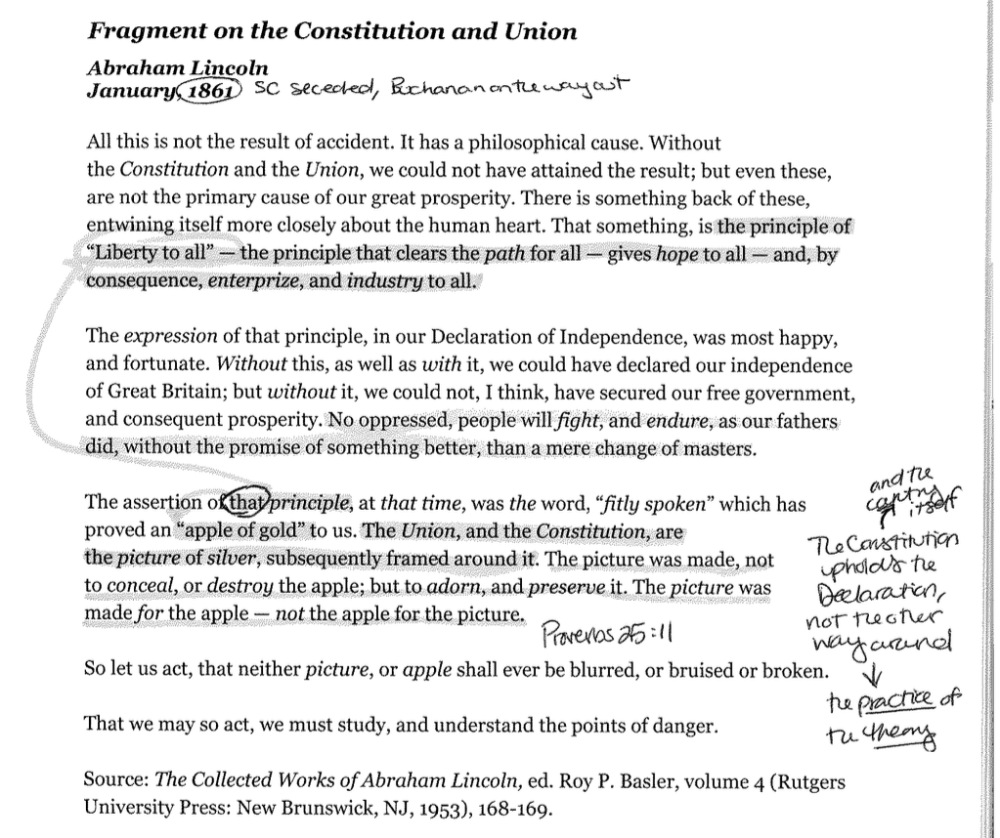 Fragment on the Constitution and Union
Abraham Lincoln
January, 1861 SC seceded, Buchanan on the way out
All this is not the result of accident. It has a philosophical cause. Without
the Constitution and the Union, we could not have attained the result; but even these,
are not the primary cause of our great prosperity. There is something back of these,
entwining itself more closely about the human heart. That something, is the principle of
“Liberty to all” — the principle that clears the path for all — gives hope to all — and, by
consequence, enterprize, and industry to all.
The expression of that principle, in our Declaration of Independence, was most happy,
and fortunate. Without this, as well as with it, we could have declared our independence
of Great Britain; but without it, we could not, I think, have secured our free government,
and consequent prosperity. No oppressed, people will fight, and endure, as our fathers
did, without the promise of something better, than a mere change of masters.
The assertion of that principle, at that time, was the word, “fitly spoken” which has
proved an “apple of gold” to us. The Union, and the Constitution, are
the picture of silver, subsequently framed around it. The picture was made, not
to conceal, or destroy the apple; but to adorn, and preserve it. The picture was
made for the apple — not the apple for the picture.
Proverbs 25:11
and the
itself
The Constitution
upholds the
Declaration,
not the other
way around
the practice of
the theory
So let us act, that neither picture, or apple shall ever be blurred, or bruised or broken.
That we may so act, we must study, and understand the points of danger.
Source: The Collected Works of Abraham Lincoln, ed. Roy P. Basler, volume 4 (Rutgers
University Press: New Brunswick, NJ, 1953), 168-169.